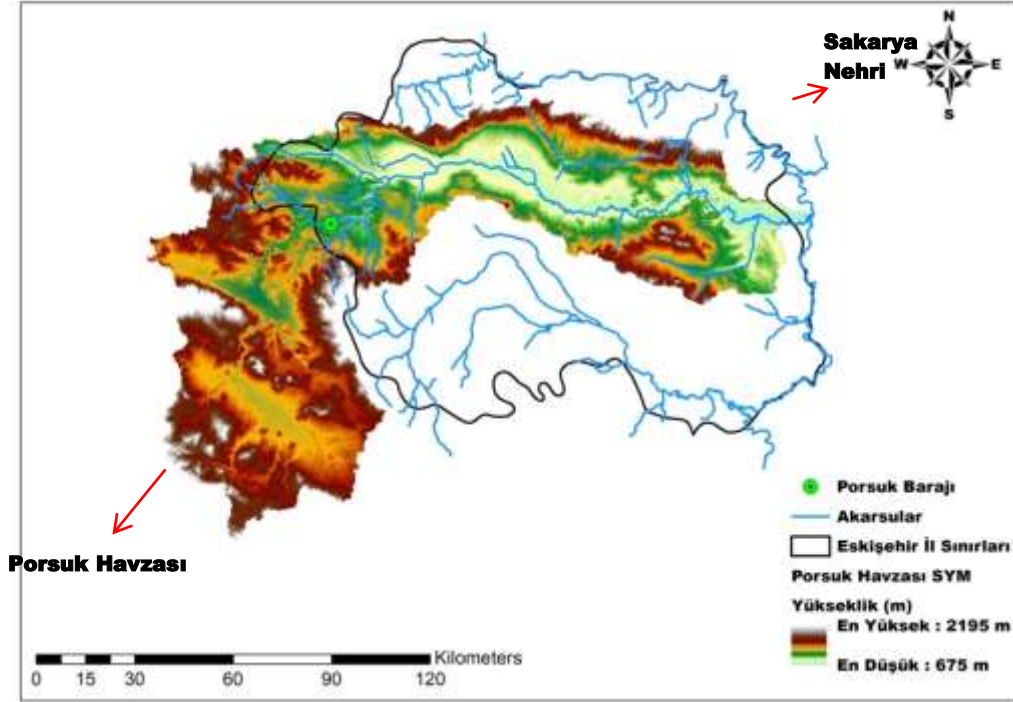 N
Sakarya
Nehri
W
E
S
Porsuk Havzası
Porsuk Barajı
Akarsular
Eskişehir İl Sınırları
Porsuk Havzası SYM
Yükseklik (m)
En Yüksek : 2195 m
En Düşük : 675 m
Kilometers
0 15 30 60 90 120